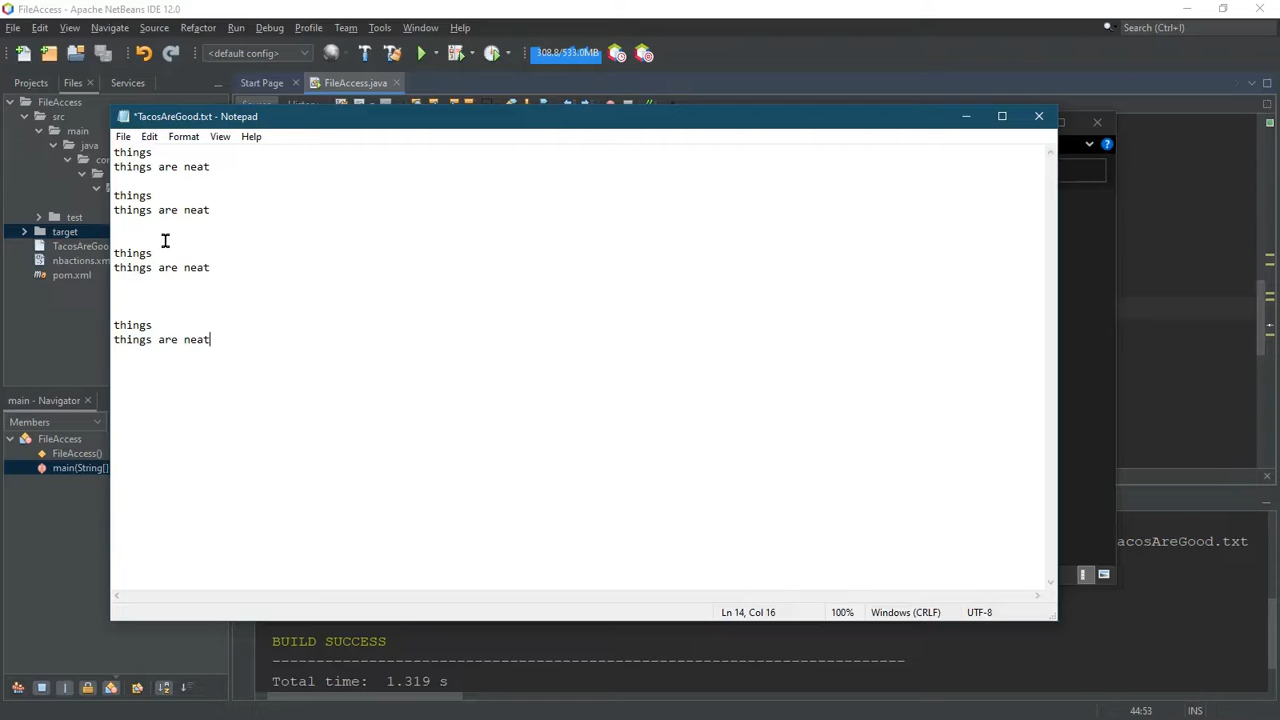 FileAccess - Apache NetBeans IDE 12.0
File Edit View Navigate Source Refactor Run Debug Profile Team Tools Window Help
Search (Ctrl+I)
<default config>
308.8/533.0MB
Projects Files Services
Start Page FileAccess.java
FileAccess
src
main
java
test
target
TacosAreGoo
nbactions.xm
pom.xml
*TacosAreGood.txt - Notepad
File Edit Format View Help
things
things are neat
things
things are neat
things
things are neat
things
things are neat
Ln 14, Col 16 100% Windows (CRLF) UTF-8
main - Navigator
Members
FileAccess
FileAccess()
main(String[]
acosAreGood.txt
BUILD SUCCESS
------------------------------------------------------------------------
Total time: 1.319 s
44:53 INS